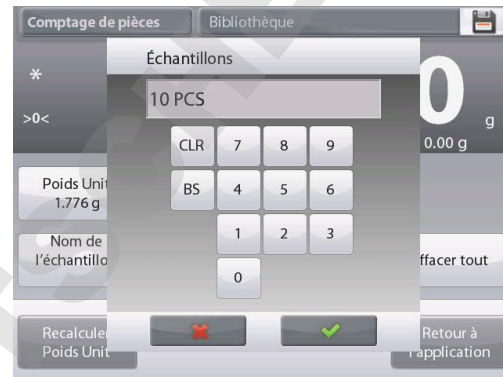 Comptage de pièces
Bibliothèque
Échantillons
*
10 PCS
0
>0<
g
0.00 g
CLR 7 8 9
Poids Unit
1.776 g
BS 4 5 6
1 2 3
Nom de
l'échantillo
ffacer tout
0
Recalculer
Poids Unit
Retour à
l'application